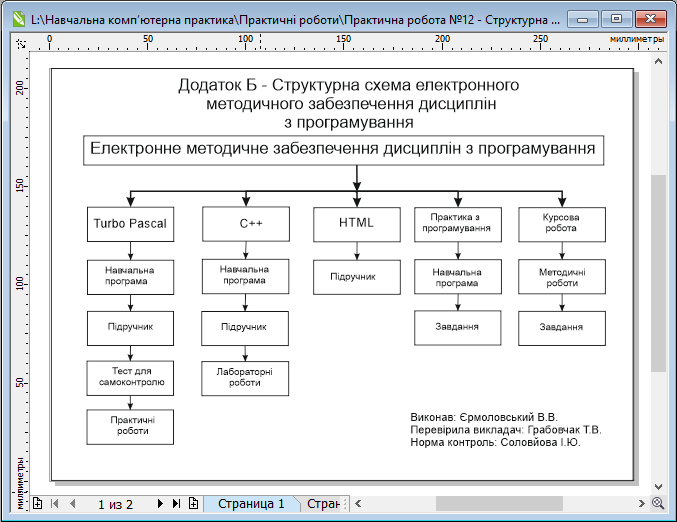 L:\Навчальна комп'ютерна практика\Практичні роботи\Практична робота №12 - Структурна ...
0 50 100 150 200 250 миллиметры
200
150
100
50
миллиметры
Додаток Б - Структурна схема електронного
методичного забезпечення дисциплін
з програмування
Електронне методичне забезпечення дисциплін з програмування
Turbo Pascal
C++
HTML
Практика з
програмування
Курсова
робота
Навчальна
програма
Навчальна
програма
Підручник
Навчальна
програма
Методичні
роботи
Підручник
Підручник
Завдання
Завдання
Тест для
самоконтролю
Лабораторні
роботи
Практичні
роботи
Виконав: Єрмоловський В.В.
Перевірила викладач: Грабовчак Т.В.
Норма контроль: Соловйова І.Ю.
1 из 2
Страница 1
Стран